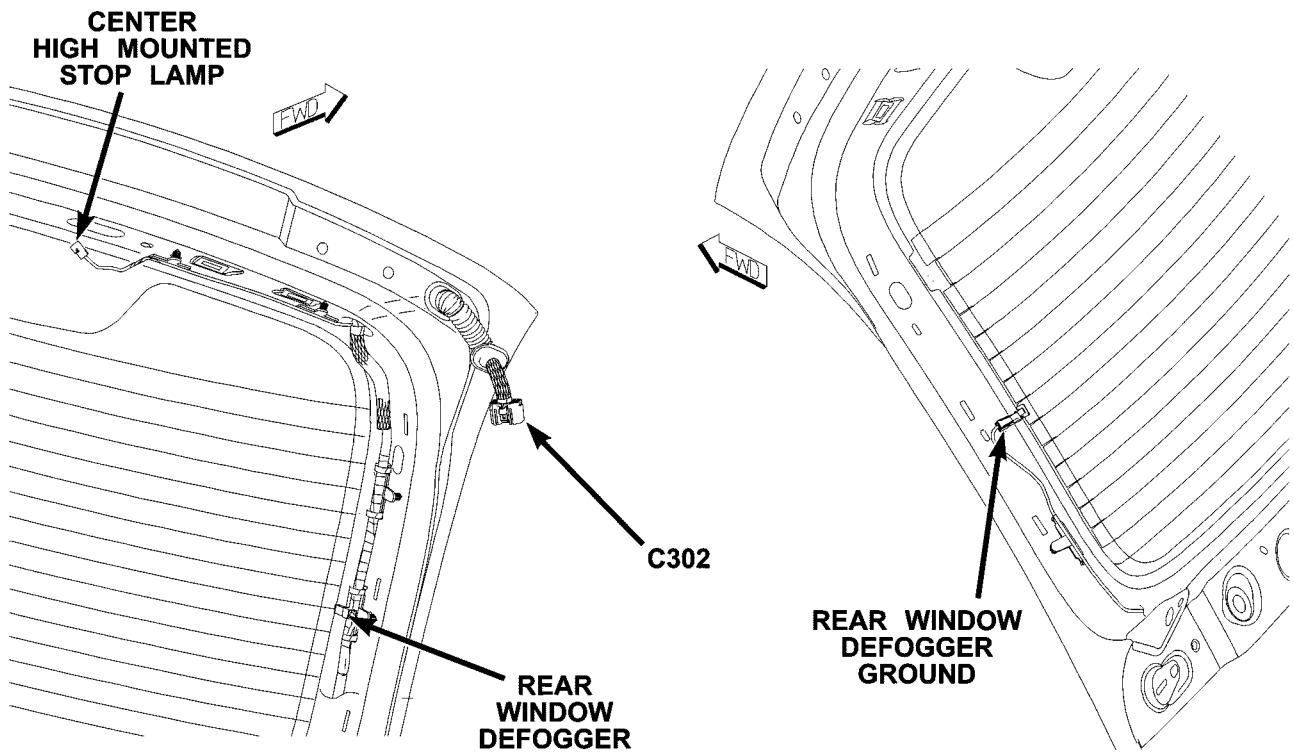 CENTER
HIGH MOUNTED
STOP LAMP
FWD
FWD
C302
REAR WINDOW
DEFOGGER
GROUND
REAR
WINDOW
DEFOGGER